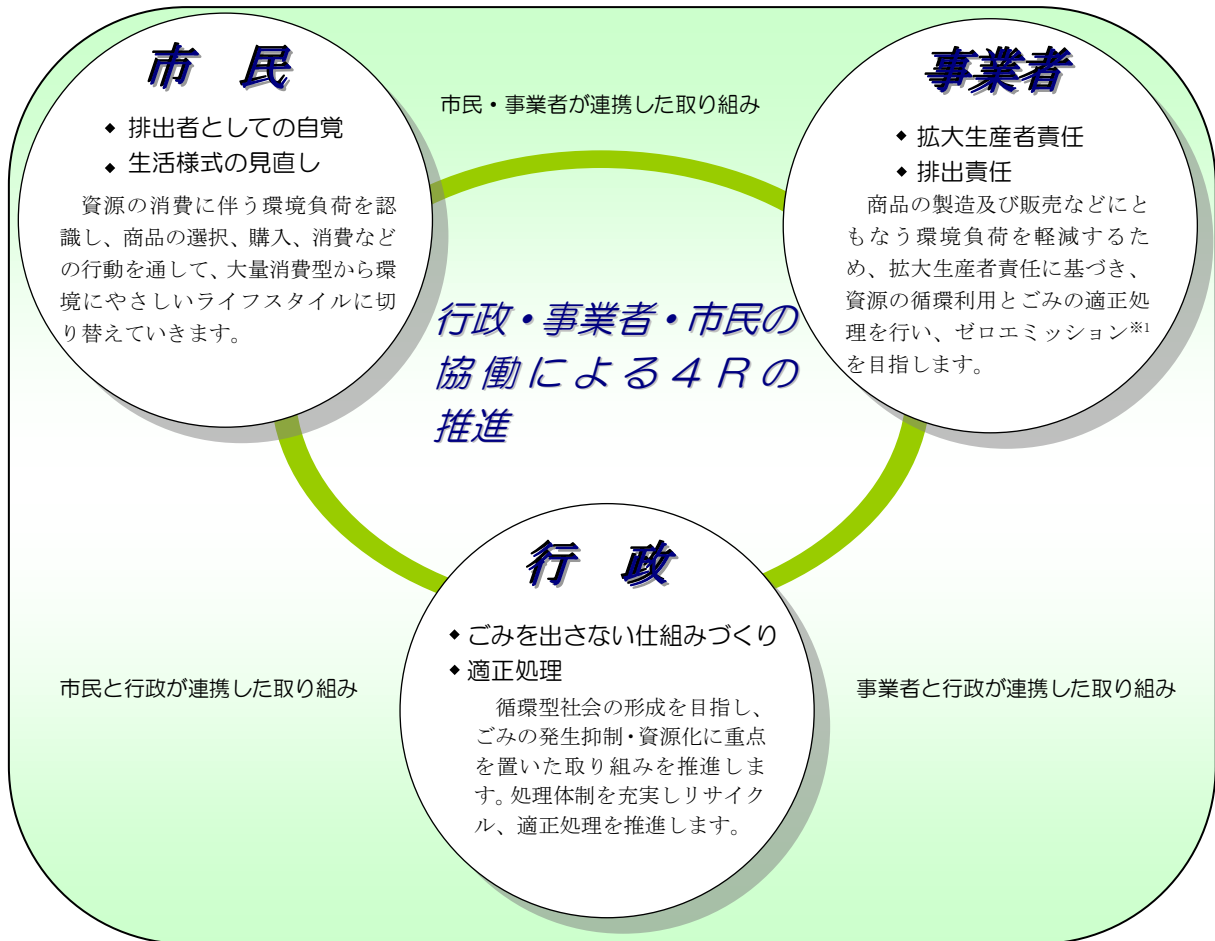 市　民
◆ 排出者としての自覚
◆ 生活様式の見直し
資源の消費に伴う環境負荷を認
識し、商品の選択、購入、消費など
の行動を通して、大量消費型から環
境にやさしいライフスタイルに切
り替えていきます。
市民・事業者が連携した取り組み
事業者
◆ 拡大生産者責任
◆ 排出責任
商品の製造及び販売などにと
もなう環境負荷を軽減するた
め、拡大生産者責任に基づき、
資源の循環利用とごみの適正処
理を行い、ゼロエミッション※1
を目指します。
行政・事業者・市民の
協働による４Ｒの
推進
行　政
◆ ごみを出さない仕組みづくり
◆ 適正処理
循環型社会の形成を目指し、
ごみの発生抑制・資源化に重点
を置いた取り組みを推進しま
す。処理体制を充実しリサイク
ル、適正処理を推進します。
市民と行政が連携した取り組み
事業者と行政が連携した取り組み